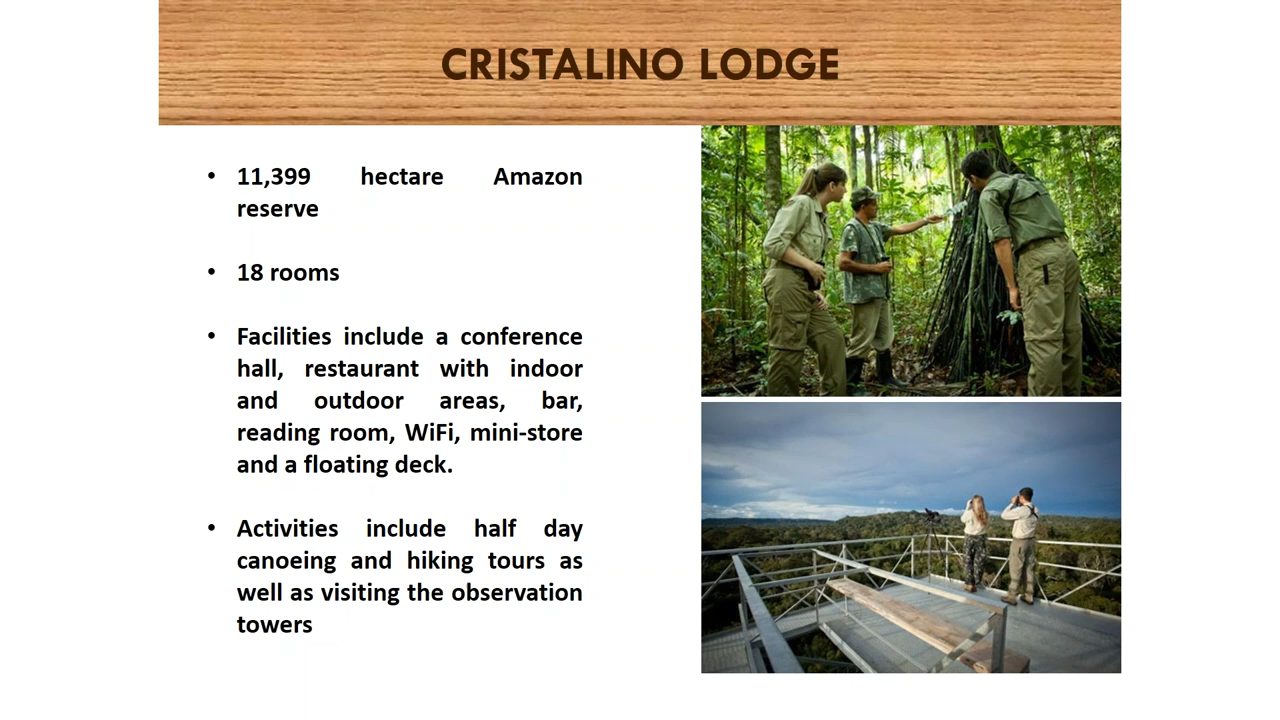 CRISTALINO LODGE
• 11,399 hectare Amazon
reserve
• 18 rooms
• Facilities include a conference
hall, restaurant with indoor
and outdoor areas, bar,
reading room, WiFi, mini-store
and a floating deck.
• Activities include half day
canoeing and hiking tours as
well as visiting the observation
towers